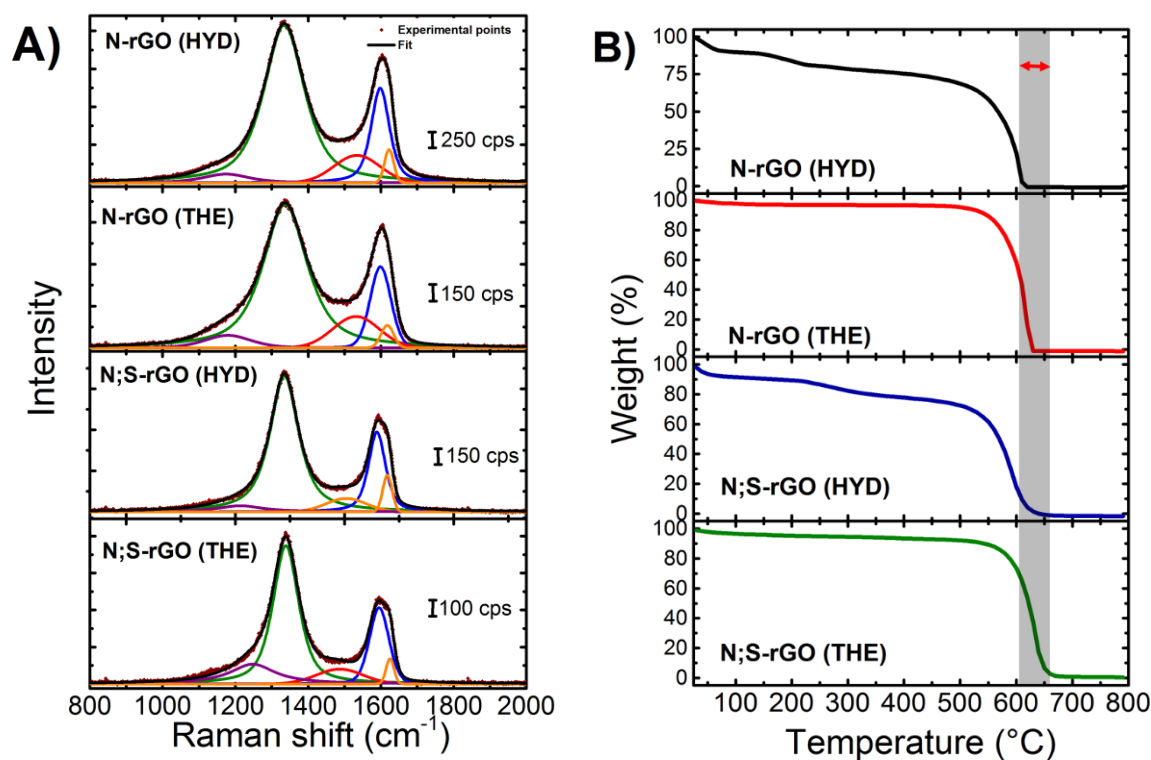 A)
N-rGO (HYD)
Experimental points
Fit
250 cps
N-rGO (THE)
150 cps
N;S-rGO (HYD)
150 cps
N;S-rGO (THE)
100 cps
Intensity
800 1000 1200 1400 1600 1800 2000
Raman shift (cm⁻¹)
B)
100
75
50
25
0
N-rGO (HYD)
100
80
60
40
20
0
N-rGO (THE)
100
80
60
40
20
0
N;S-rGO (HYD)
100
80
60
40
20
0
N;S-rGO (THE)
Weight (%)
100 200 300 400 500 600 700 800
Temperature (°C)